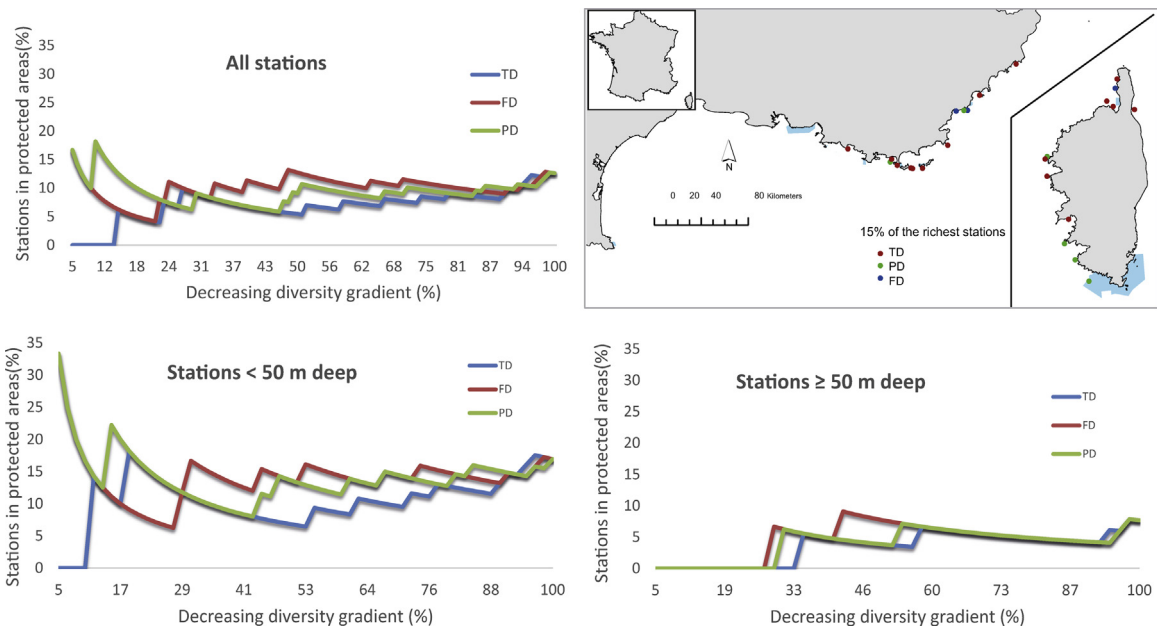 All stations
Stations in protected areas(%)
35
30
25
20
15
10
5
0
TD
FD
PD
5 12 18 24 31 37 43 50 56 62 68 75 81 87 94 100
Decreasing diversity gradient (%)
N
0 20 40 80 Kilometers
15% of the richest stations
TD
PD
FD
Stations < 50 m deep
Stations in protected areas(%)
35
30
25
20
15
10
5
0
TD
FD
PD
5 17 29 41 53 64 76 88 100
Decreasing diversity gradient (%)
Stations ≥ 50 m deep
Stations in protected areas(%)
35
30
25
20
15
10
5
0
TD
FD
PD
5 19 33 46 60 73 87 100
Decreasing diversity gradient (%)